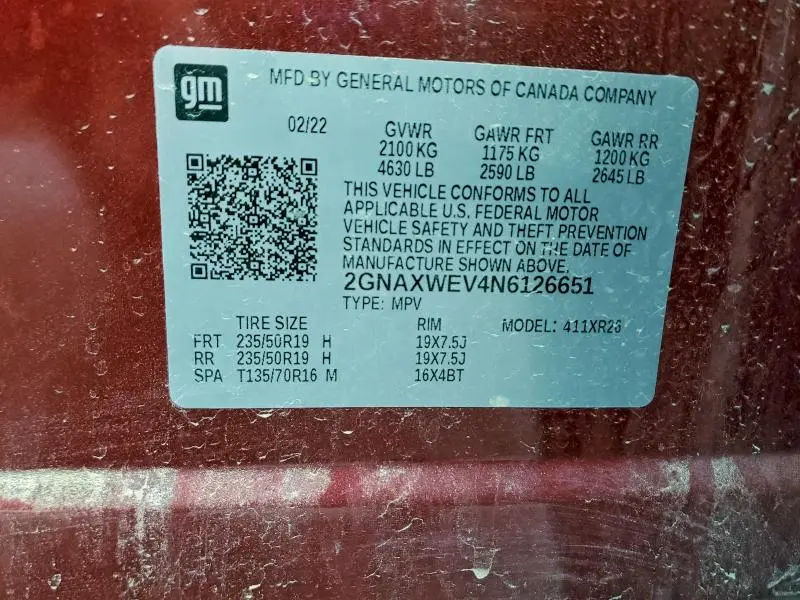 gm
MFD BY GENERAL MOTORS OF CANADA COMPANY
02/22 GVWR GAWR FRT GAWR RR
2100 KG 1175 KG 1200 KG
4630 LB 2590 LB 2645 LB
THIS VEHICLE CONFORMS TO ALL
APPLICABLE U.S. FEDERAL MOTOR
VEHICLE SAFETY AND THEFT PREVENTION
STANDARDS IN EFFECT ON THE DATE OF
MANUFACTURE SHOWN ABOVE.
2GNAXWEV4N6126651
TYPE: MPV
TIRE SIZE RIM MODEL: 411XR26
FRT 235/50R19 H 19X7.5J
RR 235/50R19 H 19X7.5J
SPA T135/70R16 M 16X4BT